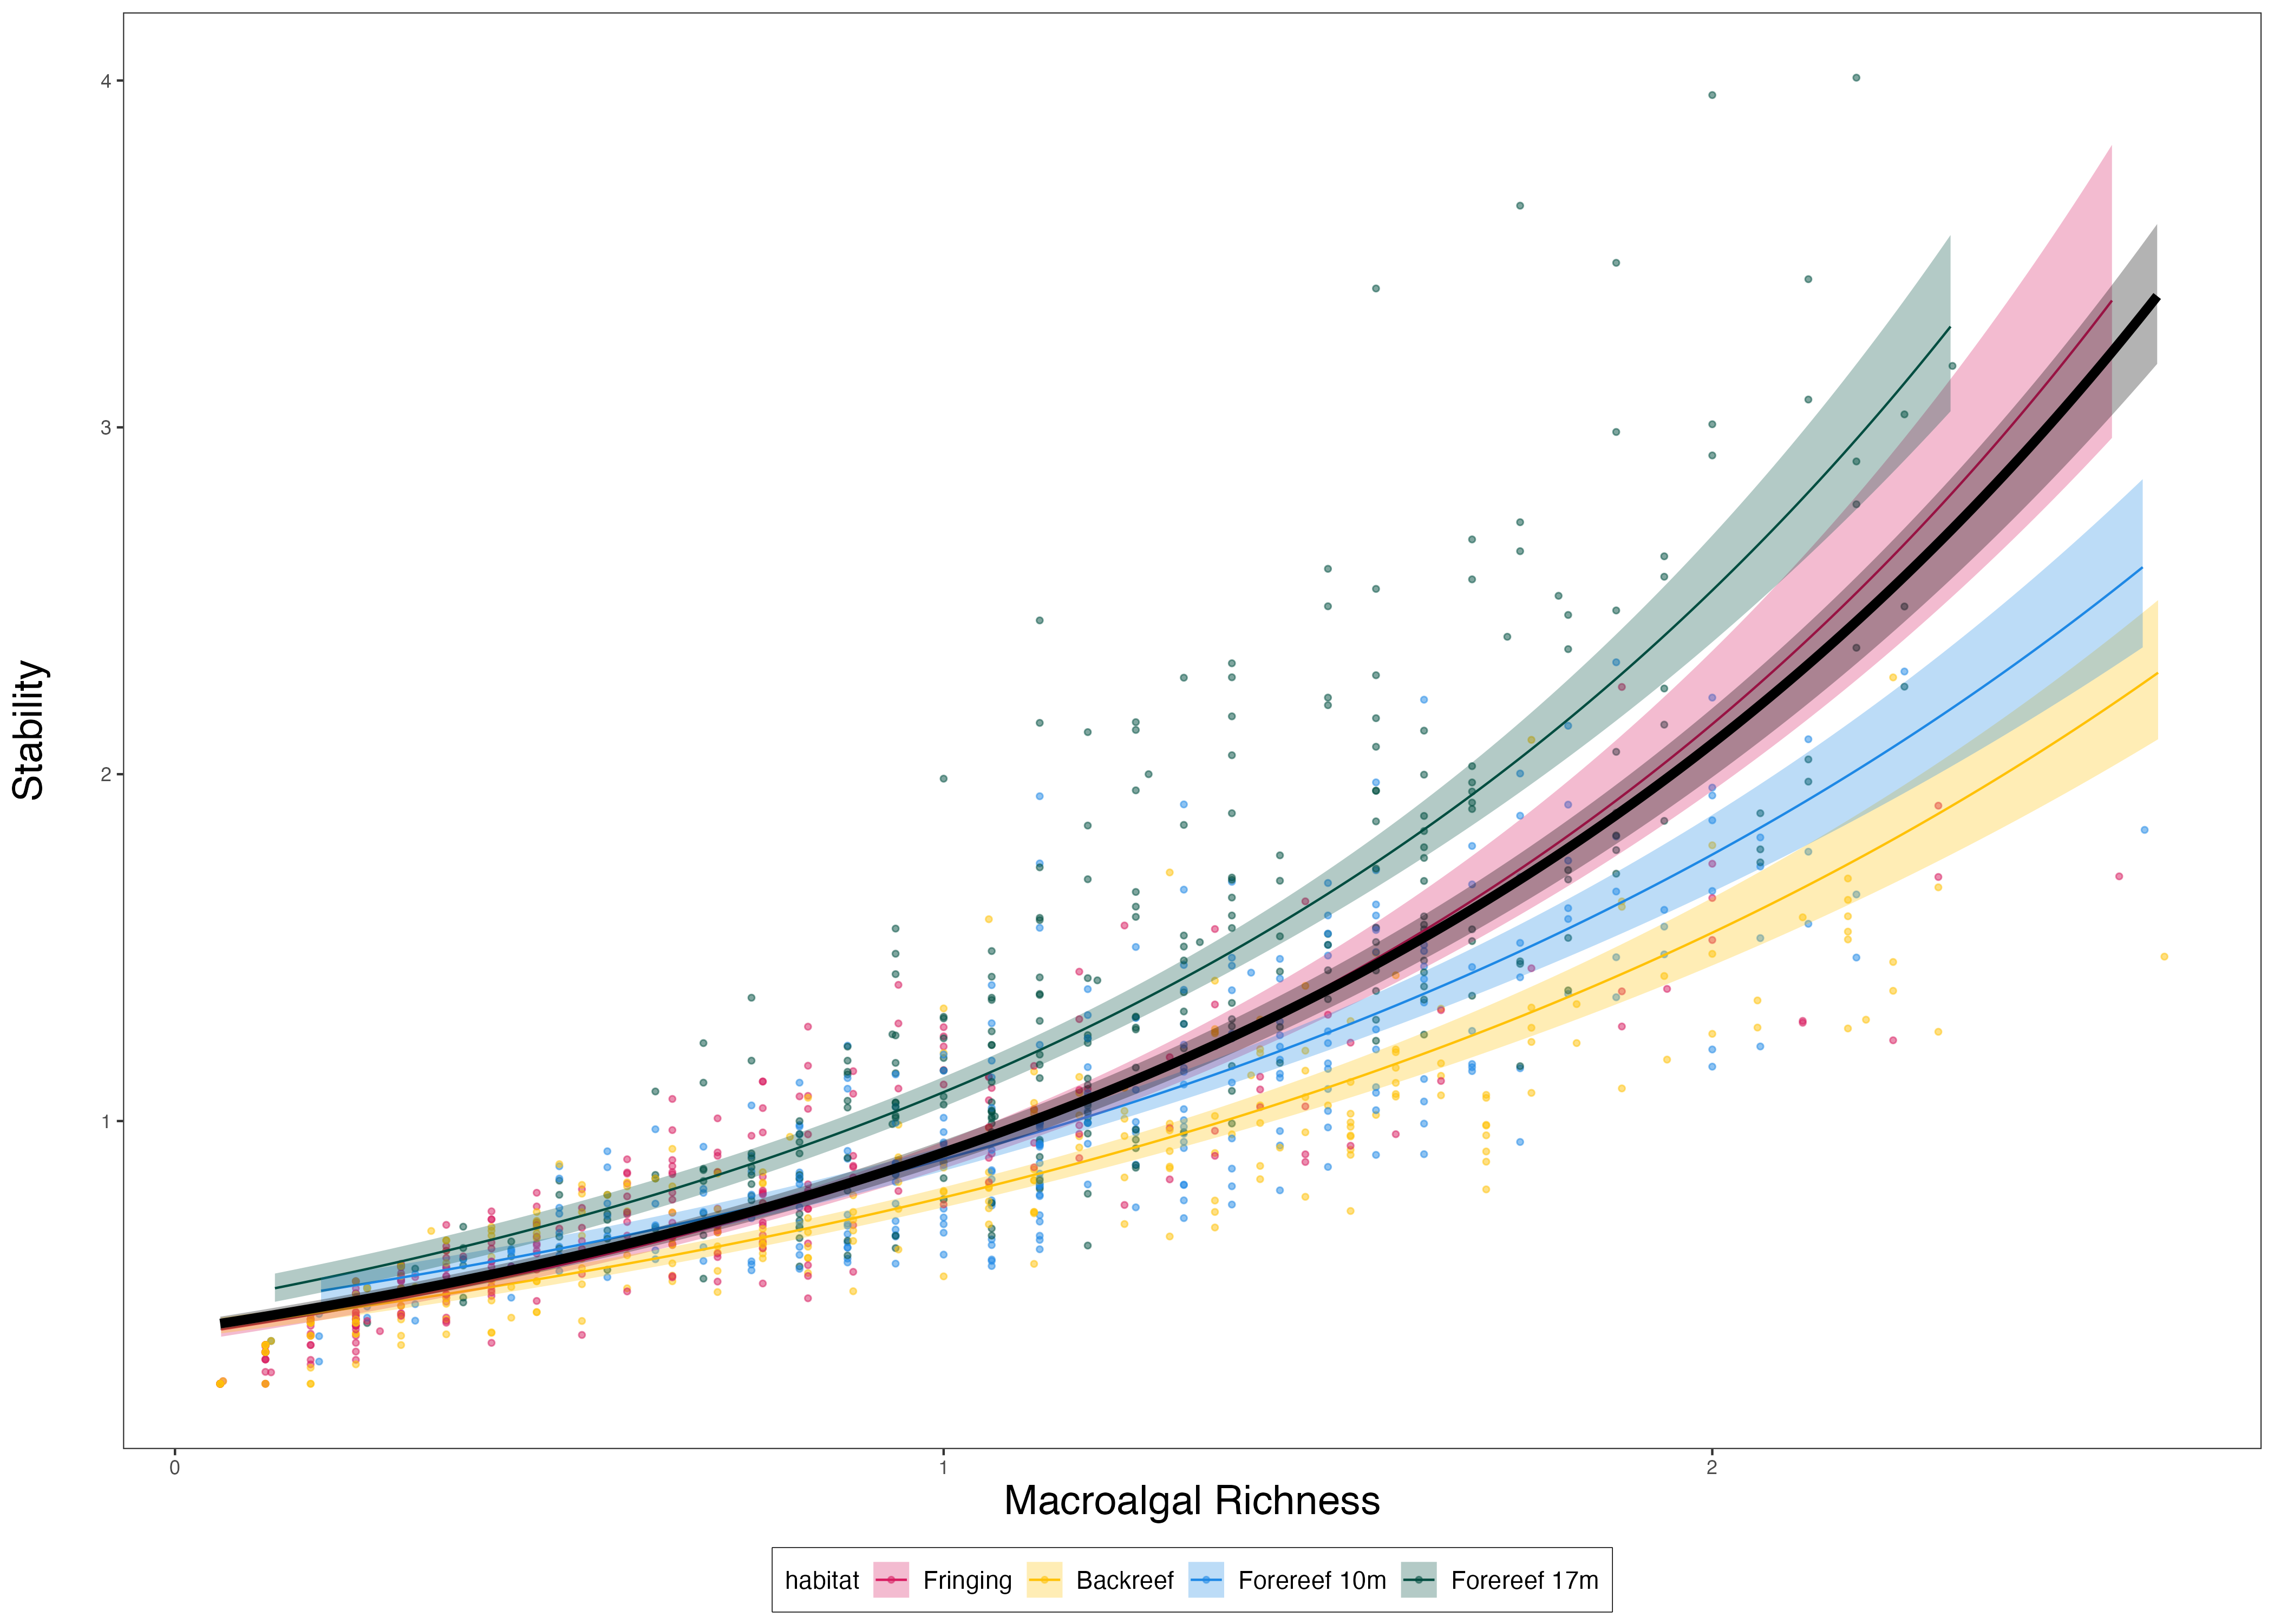 4
3
2
1
Stability
0 1 2
Macroalgal Richness
habitat Fringing Backreef Forereef 10m Forereef 17m